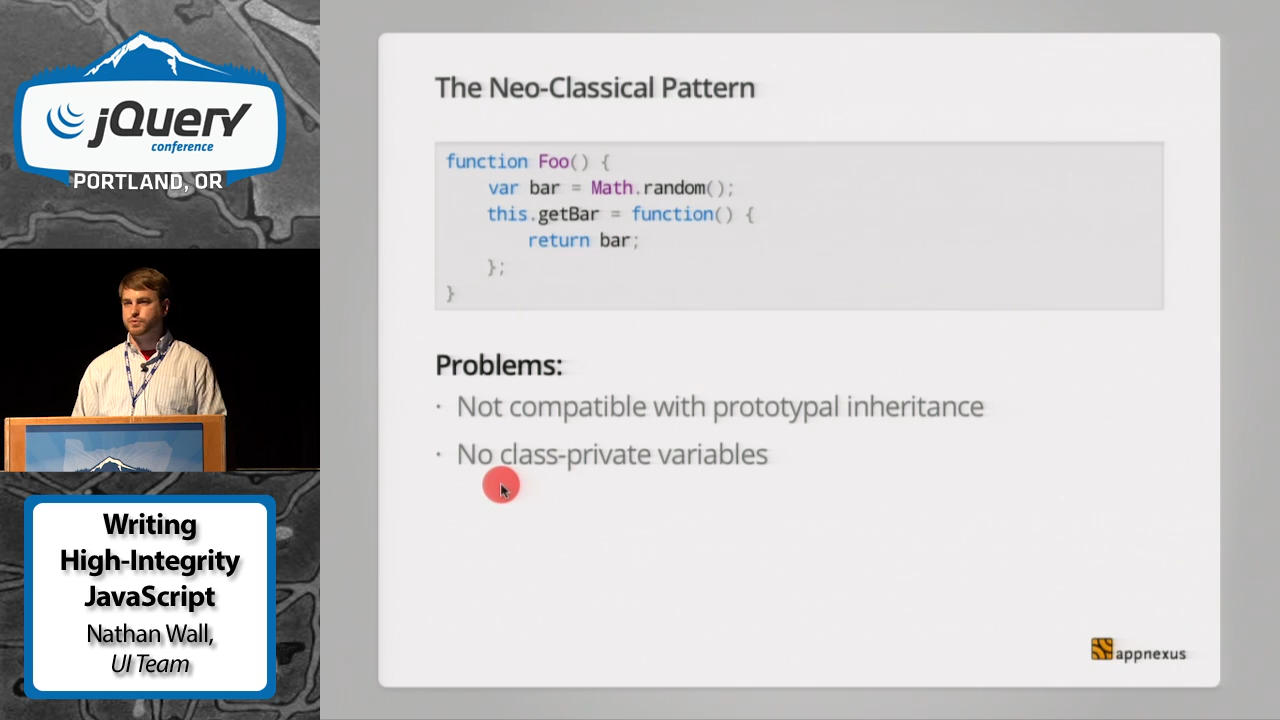 jQuery
conference
PORTLAND, OR
Writing
High-Integrity
JavaScript
Nathan Wall,
UI Team
The Neo-Classical Pattern
function Foo() {
    var bar = Math.random();
    this.getBar = function() {
        return bar;
    };
}
Problems:
· Not compatible with prototypal inheritance
· No class-private variables
appnexus